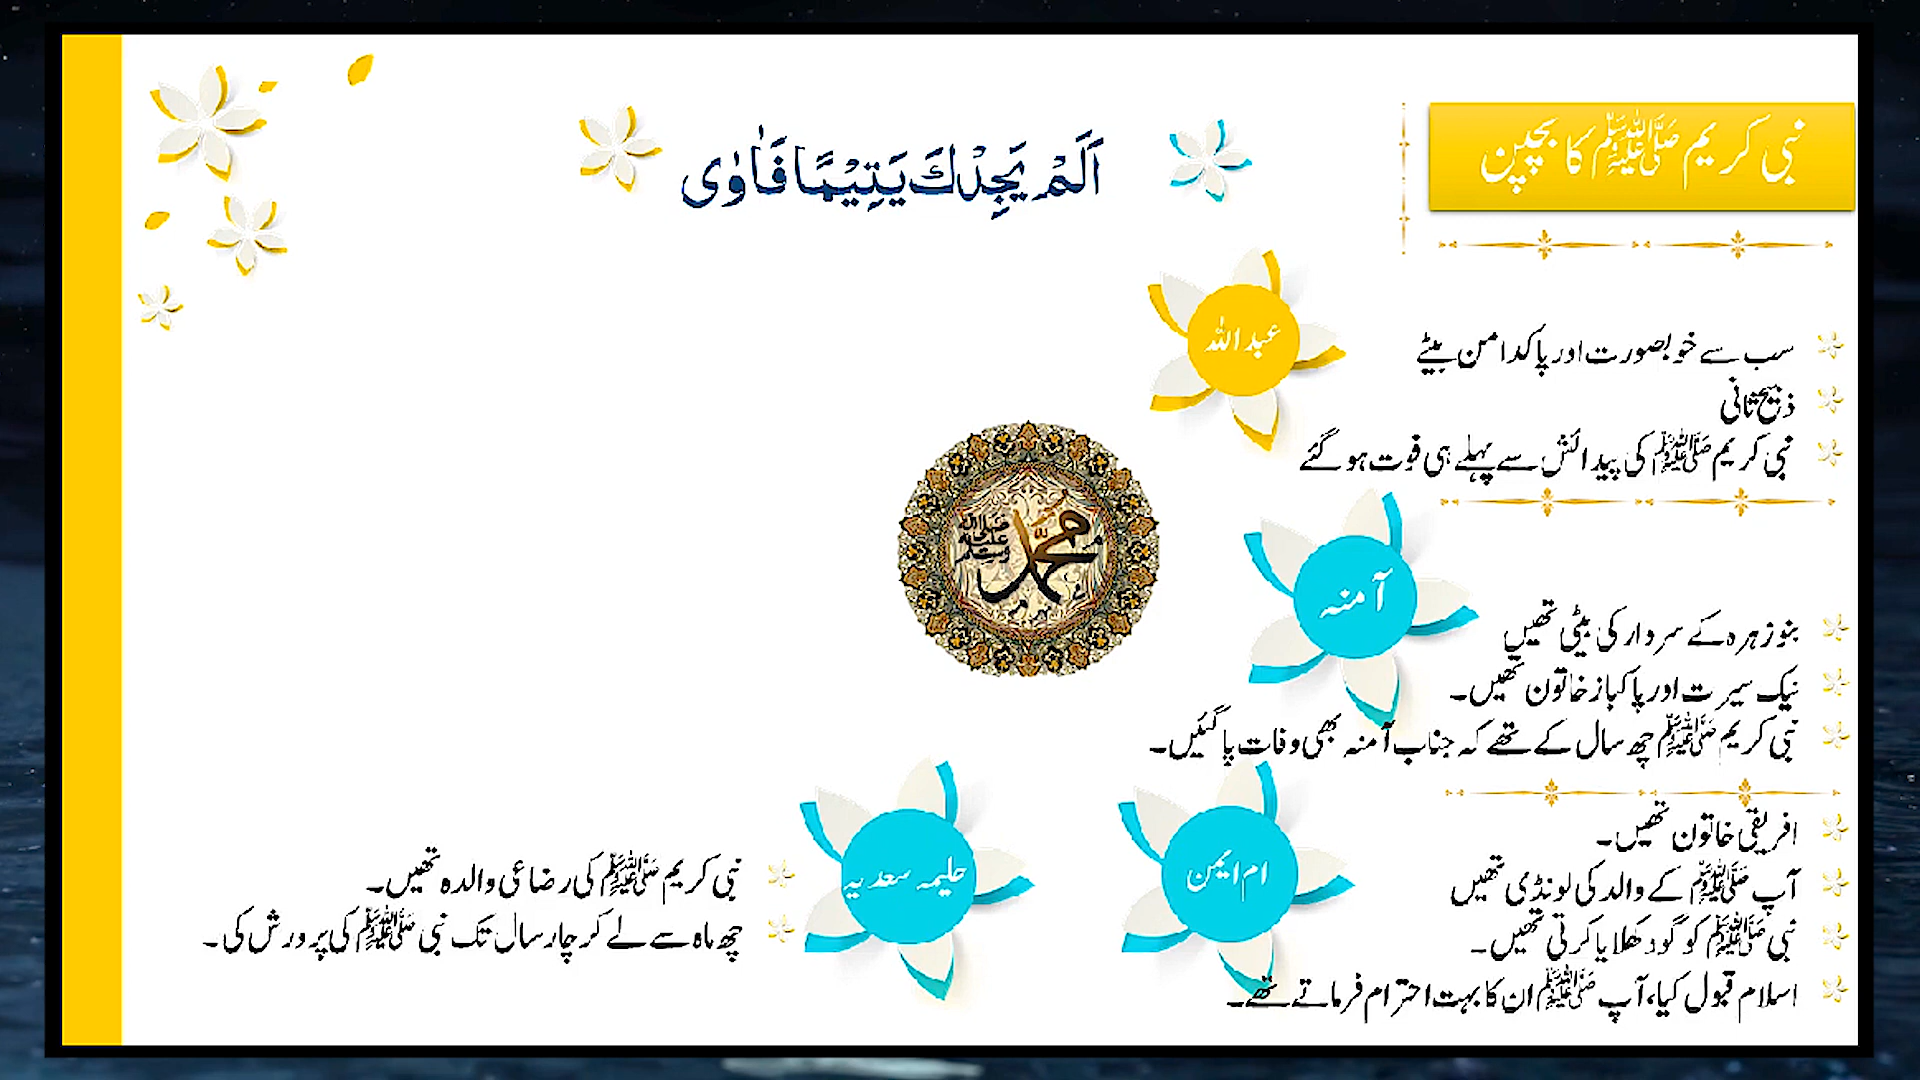 نبی کریم ﷺ کا بچپن
اَلَمْ یَجِدْكَ یَتِیْمًا فَاٰوٰى
عبد اللہ
سب سے خوبصورت اور پاکدامن بیٹے
ذبیح ثانی
نبی کریم ﷺ کی پیدائش سے پہلے ہی فوت ہو گئے
محمد
صلى الله عليه وسلم
آمنہ
بنو زہرہ کے سردار کی بیٹی تھیں
نیک سیرت اور پاکباز خاتون تھیں۔
نبی کریم ﷺ چھ سال کے تھے کہ جناب آمنہ بھی وفات پا گئیں۔
ام ایمن
افریقی خاتون تھیں۔
آپ ﷺ کے والد کی لونڈی تھیں
نبی ﷺ کو گود کھلایا کرتی تھیں۔
اسلام قبول کیا، آپ ﷺ ان کا بہت احترام فرماتے تھے۔
حلیمہ سعدیہ
نبی کریم ﷺ کی رضاعی والدہ تھیں۔
چھ ماہ سے لے کر چار سال تک نبی ﷺ کی پرورش کی۔